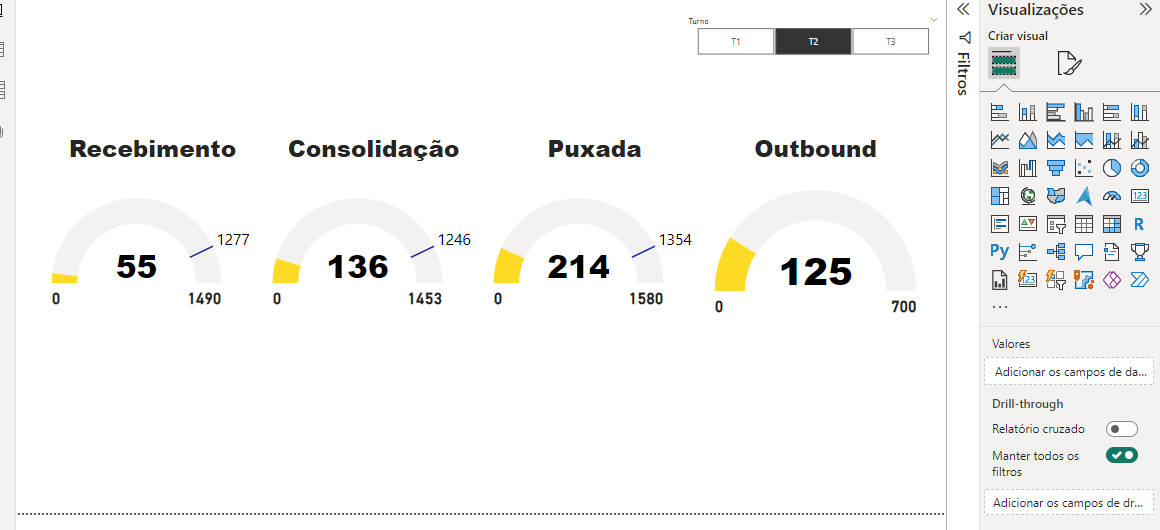 Turno
T1
T2
T3
Recebimento
Consolidação
Puxada
Outbound
1277
55
0
1490
1246
136
0
1453
1354
214
0
1580
125
0
700
Filtros
Visualizações
Criar visual
123
R
Py
123
...
Valores
Adicionar os campos de da...
Drill-through
Relatório cruzado
Manter todos os
filtros
Adicionar os campos de dr...